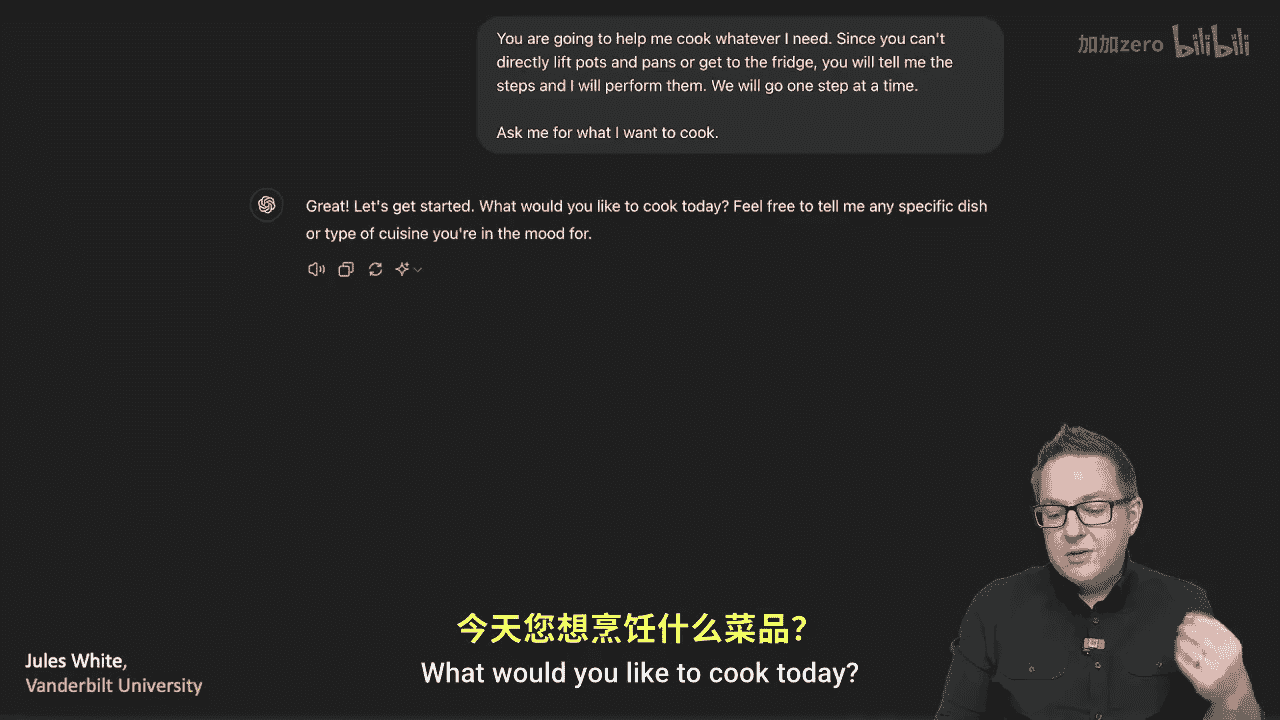 You are going to help me cook whatever I need. Since you can't
directly lift pots and pans or get to the fridge, you will tell me the
steps and I will perform them. We will go one step at a time.
Ask me for what I want to cook.
加加zero bilibili
Great! Let's get started. What would you like to cook today? Feel free to tell me any specific dish
or type of cuisine you're in the mood for.
今天您想烹饪什么菜品?
What would you like to cook today?
Jules White,
Vanderbilt University